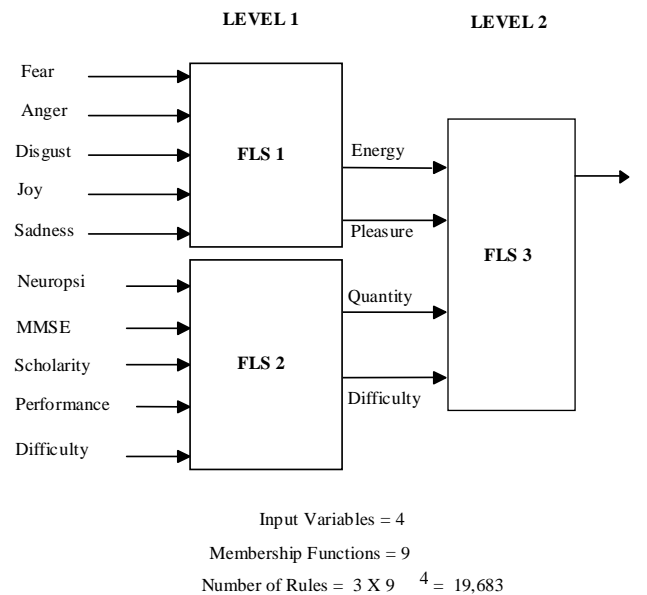 LEVEL 1
LEVEL 2
Fear
Anger
Disgust
Joy
Sadness
FLS 1
Energy
Pleasure
Neuropsi
MMSE
Scholarity
Performance
Difficulty
FLS 2
Quantity
Difficulty
FLS 3
Input Variables = 4
Membership Functions = 9
Number of Rules = 3 X 9 4 = 19,683